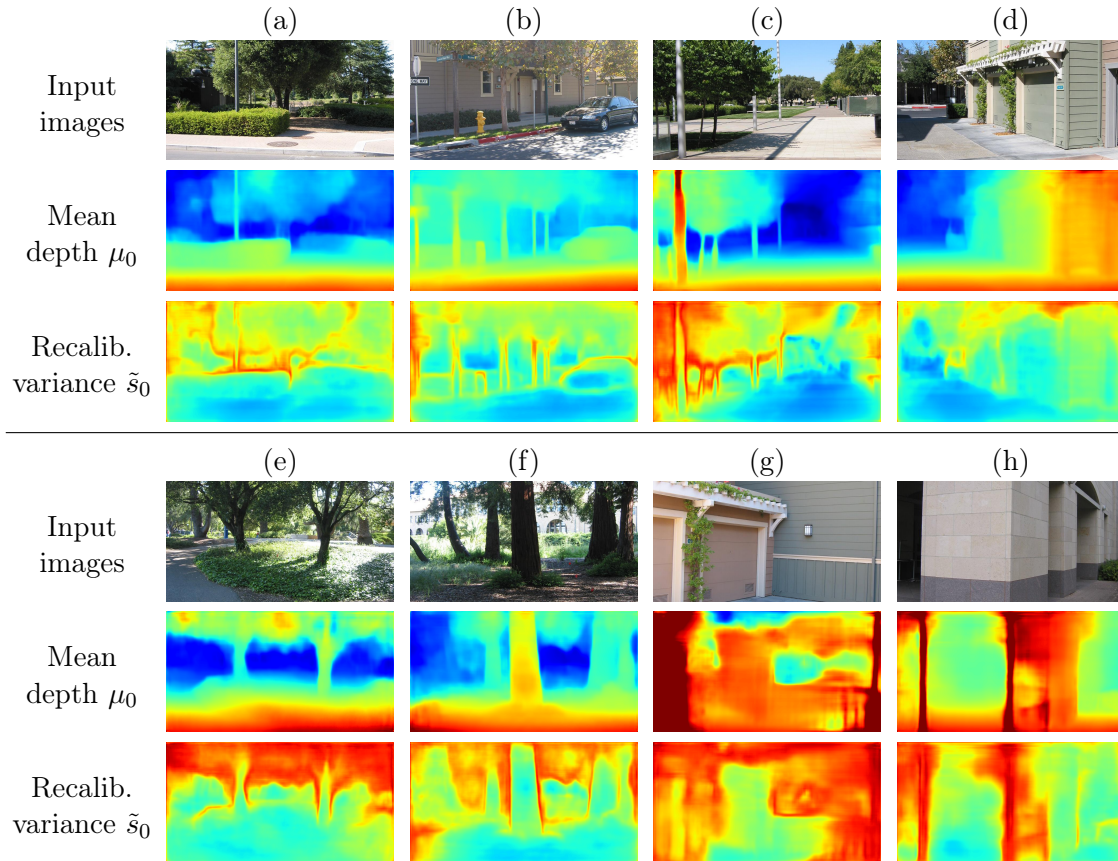 (a) (b) (c) (d)
Input
images
Mean
depth μ₀
Recalib.
variance s̃₀
(e) (f) (g) (h)
Input
images
Mean
depth μ₀
Recalib.
variance s̃₀